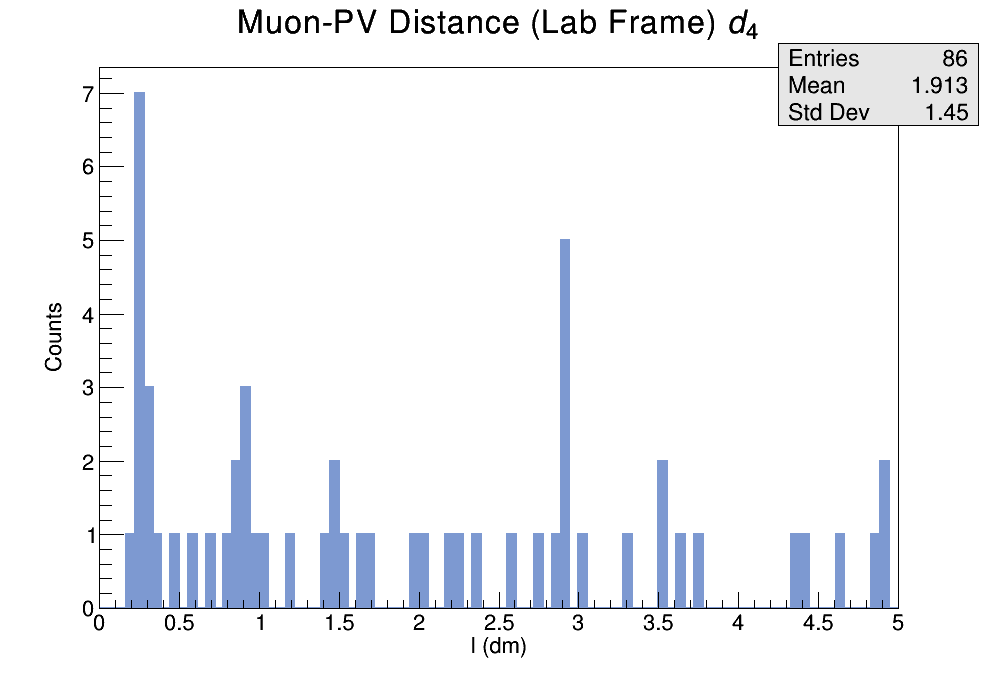 Muon-PV Distance (Lab Frame) d₄
Entries 86
Mean 1.913
Std Dev 1.45
7
6
5
4
3
2
1
0
Counts
0 0.5 1 1.5 2 2.5 3 3.5 4 4.5 5
l (dm)